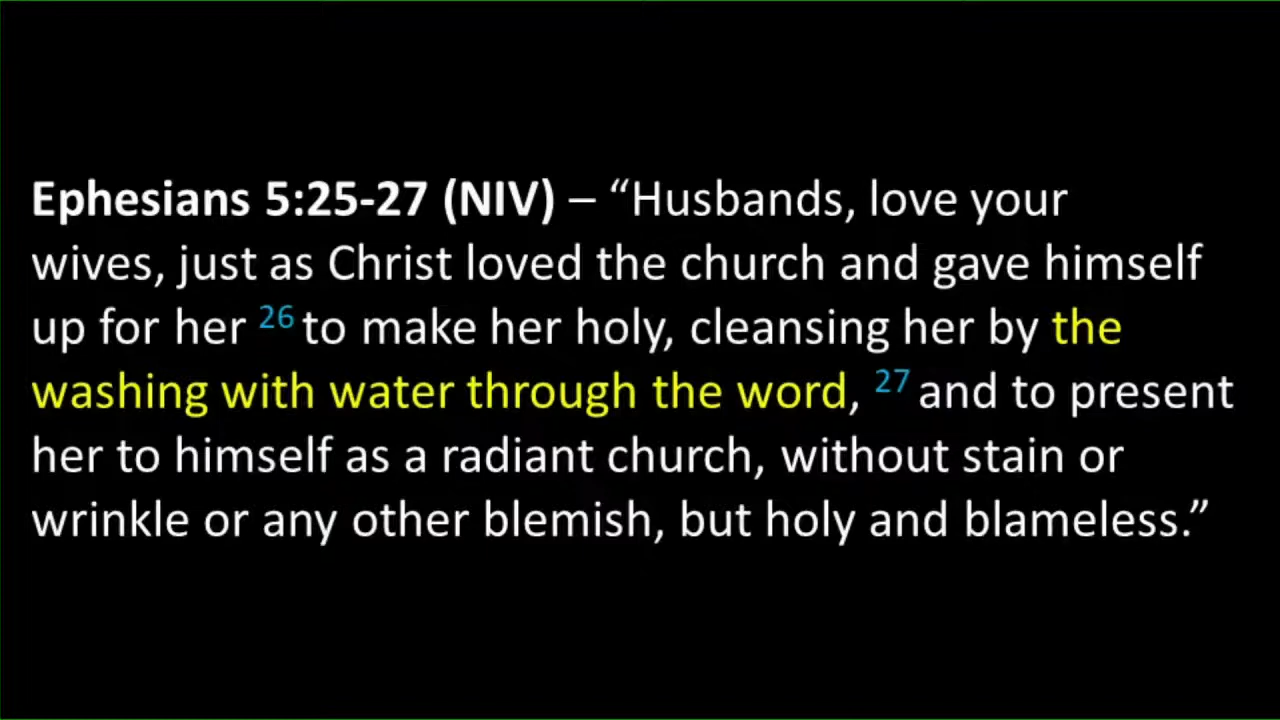 Ephesians 5:25-27 (NIV) – “Husbands, love your
wives, just as Christ loved the church and gave himself
up for her 26 to make her holy, cleansing her by the
washing with water through the word, 27 and to present
her to himself as a radiant church, without stain or
wrinkle or any other blemish, but holy and blameless.”